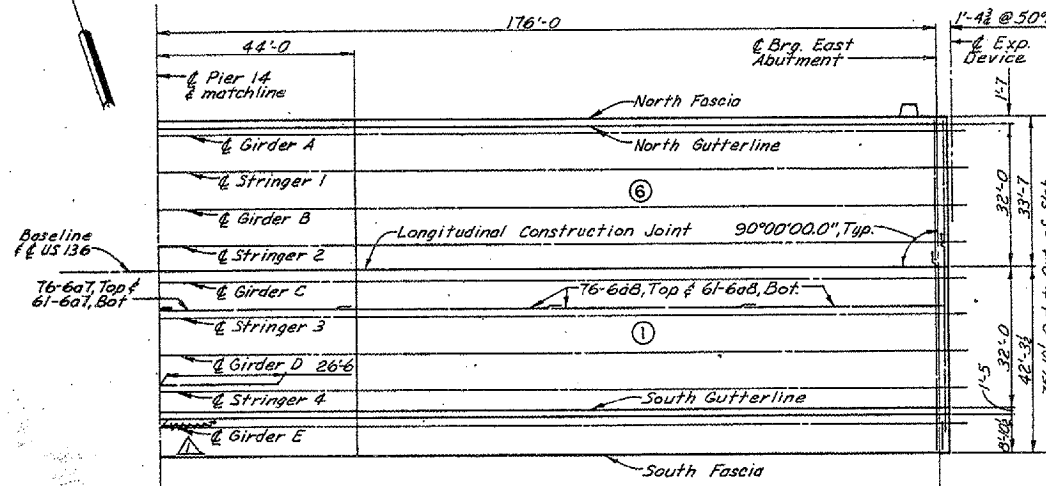 176'-0
1'-4¾ @ 50°
44'-0
℄ Brg. East
Abutment
℄ Exp.
Device
℄ Pier 14
& matchline
1'-7
North Fascia
℄ Girder A
North Gutterline
℄ Stringer 1
⑥
32'-0
33'-7
℄ Girder B
Baseline
& ℄ US 136
Longitudinal Construction Joint
90°00'00.0", Typ.
℄ Stringer 2
76-6a7, Top &
61-6a7, Bot
℄ Girder C
76-6a8, Top & 61-6a8, Bot.
℄ Stringer 3
①
32'-0
42'-3½
℄ Girder D
26'6
1'-5
℄ Stringer 4
South Gutterline
℄ Girder E
1
South Fascia